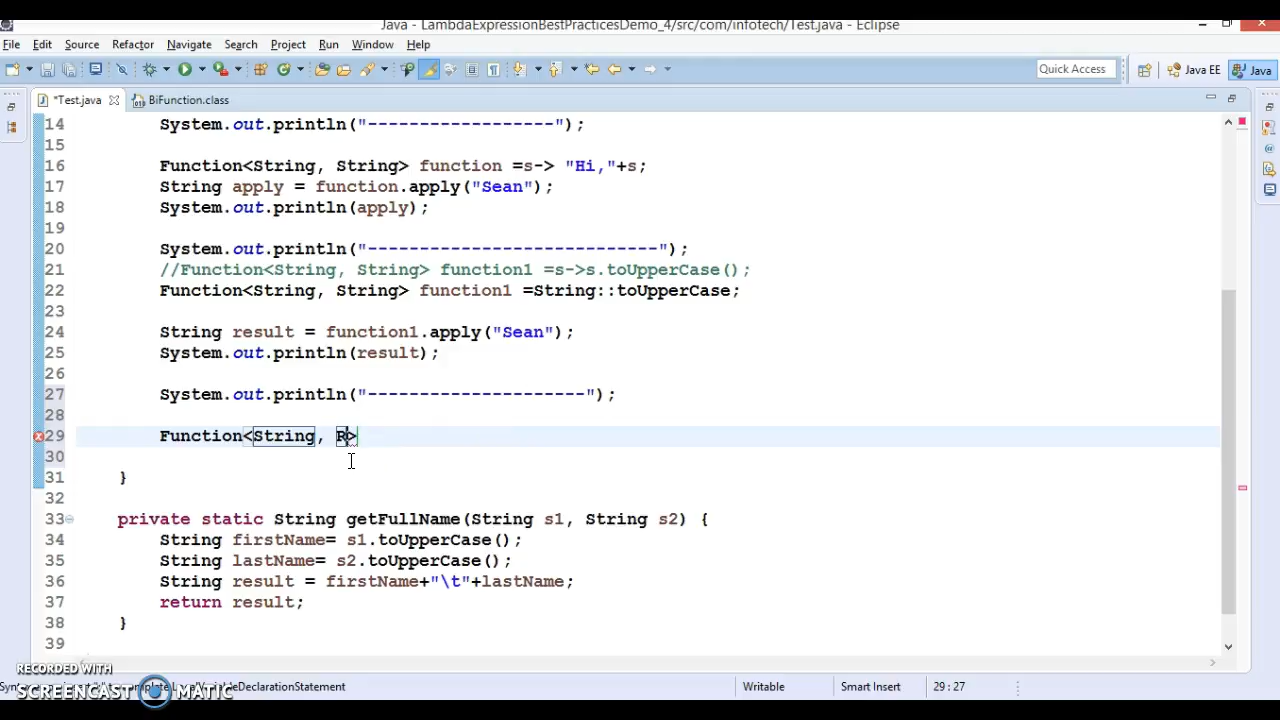 Java - LambdaExpressionBestPracticesDemo_4/src/com/infotech/Test.java - Eclipse
File Edit Source Refactor Navigate Search Project Run Window Help
Quick Access Java EE Java
*Test.java BiFunction.class
14 System.out.println("------------------");
15
16 Function<String, String> function =s-> "Hi,"+s;
17 String apply = function.apply("Sean");
18 System.out.println(apply);
19
20 System.out.println("----------------------------");
21 //Function<String, String> function1 =s->s.toUpperCase();
22 Function<String, String> function1 =String::toUpperCase;
23
24 String result = function1.apply("Sean");
25 System.out.println(result);
26
27 System.out.println("---------------------");
28
29 Function<String, R>
30
31 }
32
33 private static String getFullName(String s1, String s2) {
34 String firstName= s1.toUpperCase();
35 String lastName= s2.toUpperCase();
36 String result = firstName+"\t"+lastName;
37 return result;
38 }
39
RECORDED WITH
SCREENCAST MATIC
VariableDeclarationStatement Writable Smart Insert 29 : 27